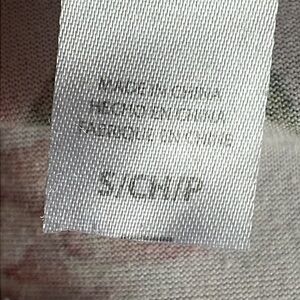 MADE IN CHINA
HECHO EN CHINA
FABRIQUE EN CHINE
S/CH/P